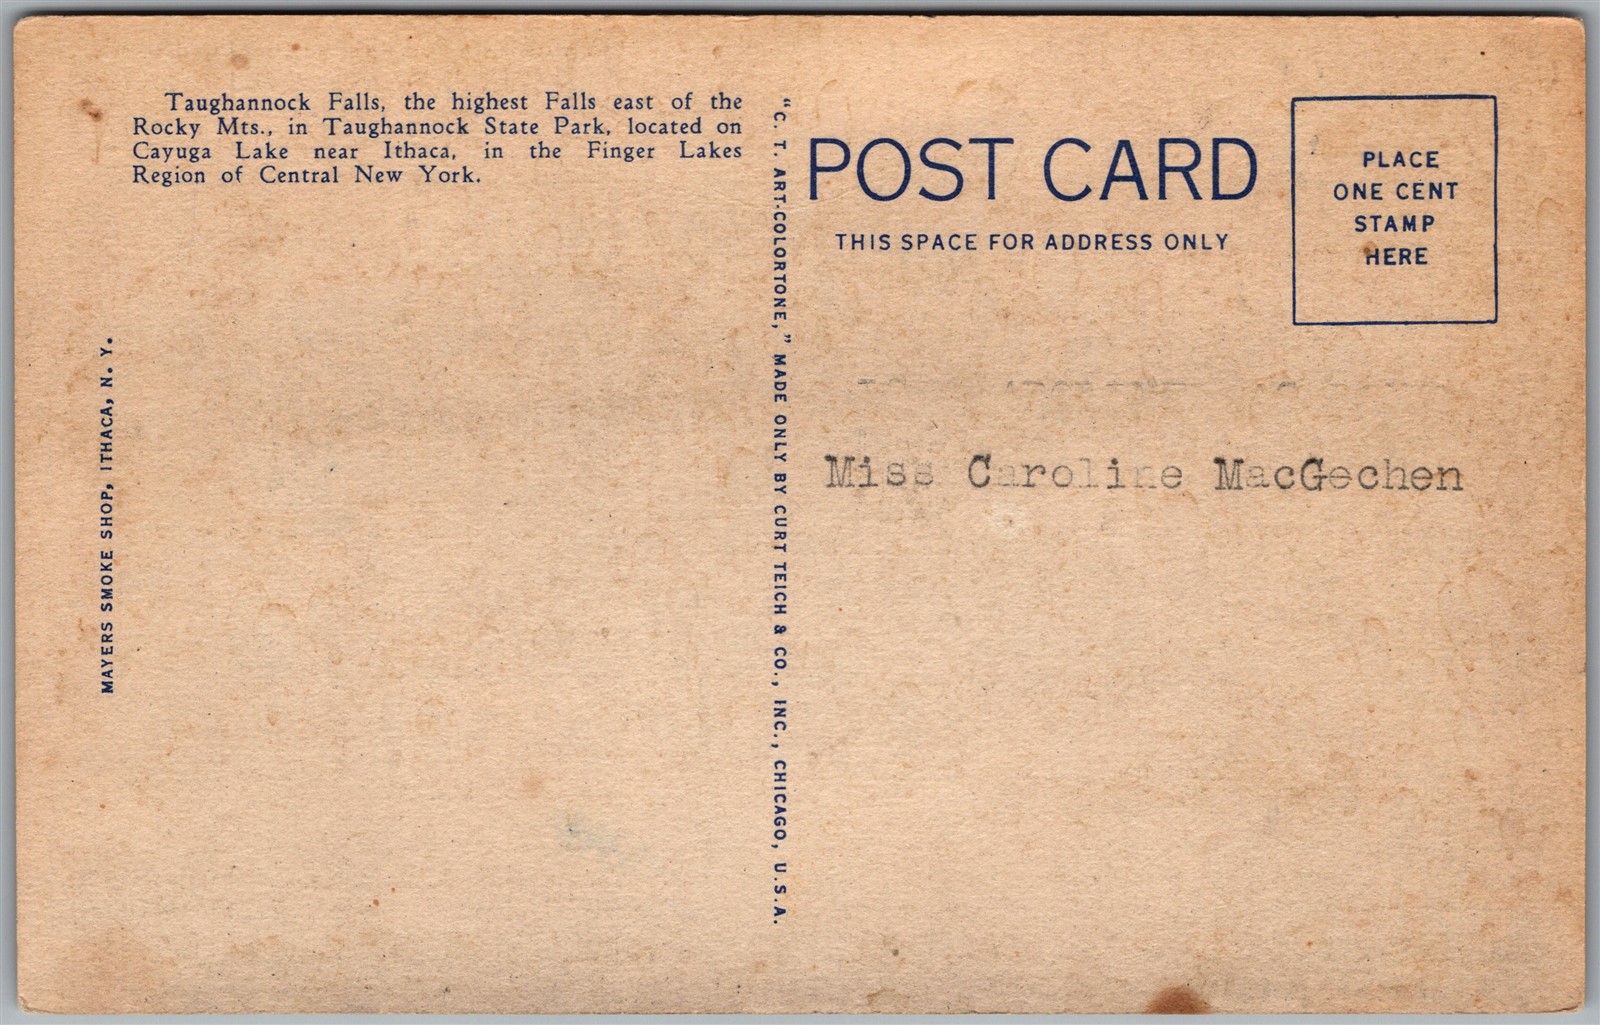 Taughannock Falls, the highest Falls east of the
Rocky Mts., in Taughannock State Park, located on
Cayuga Lake near Ithaca, in the Finger Lakes
Region of Central New York.
MAYERS SMOKE SHOP, ITHACA, N. Y.
"C. T. ART-COLORTONE," MADE ONLY BY CURT TEICH & CO., INC., CHICAGO, U.S.A.
POST CARD
THIS SPACE FOR ADDRESS ONLY
PLACE
ONE CENT
STAMP
HERE
Miss Caroline MacGechen